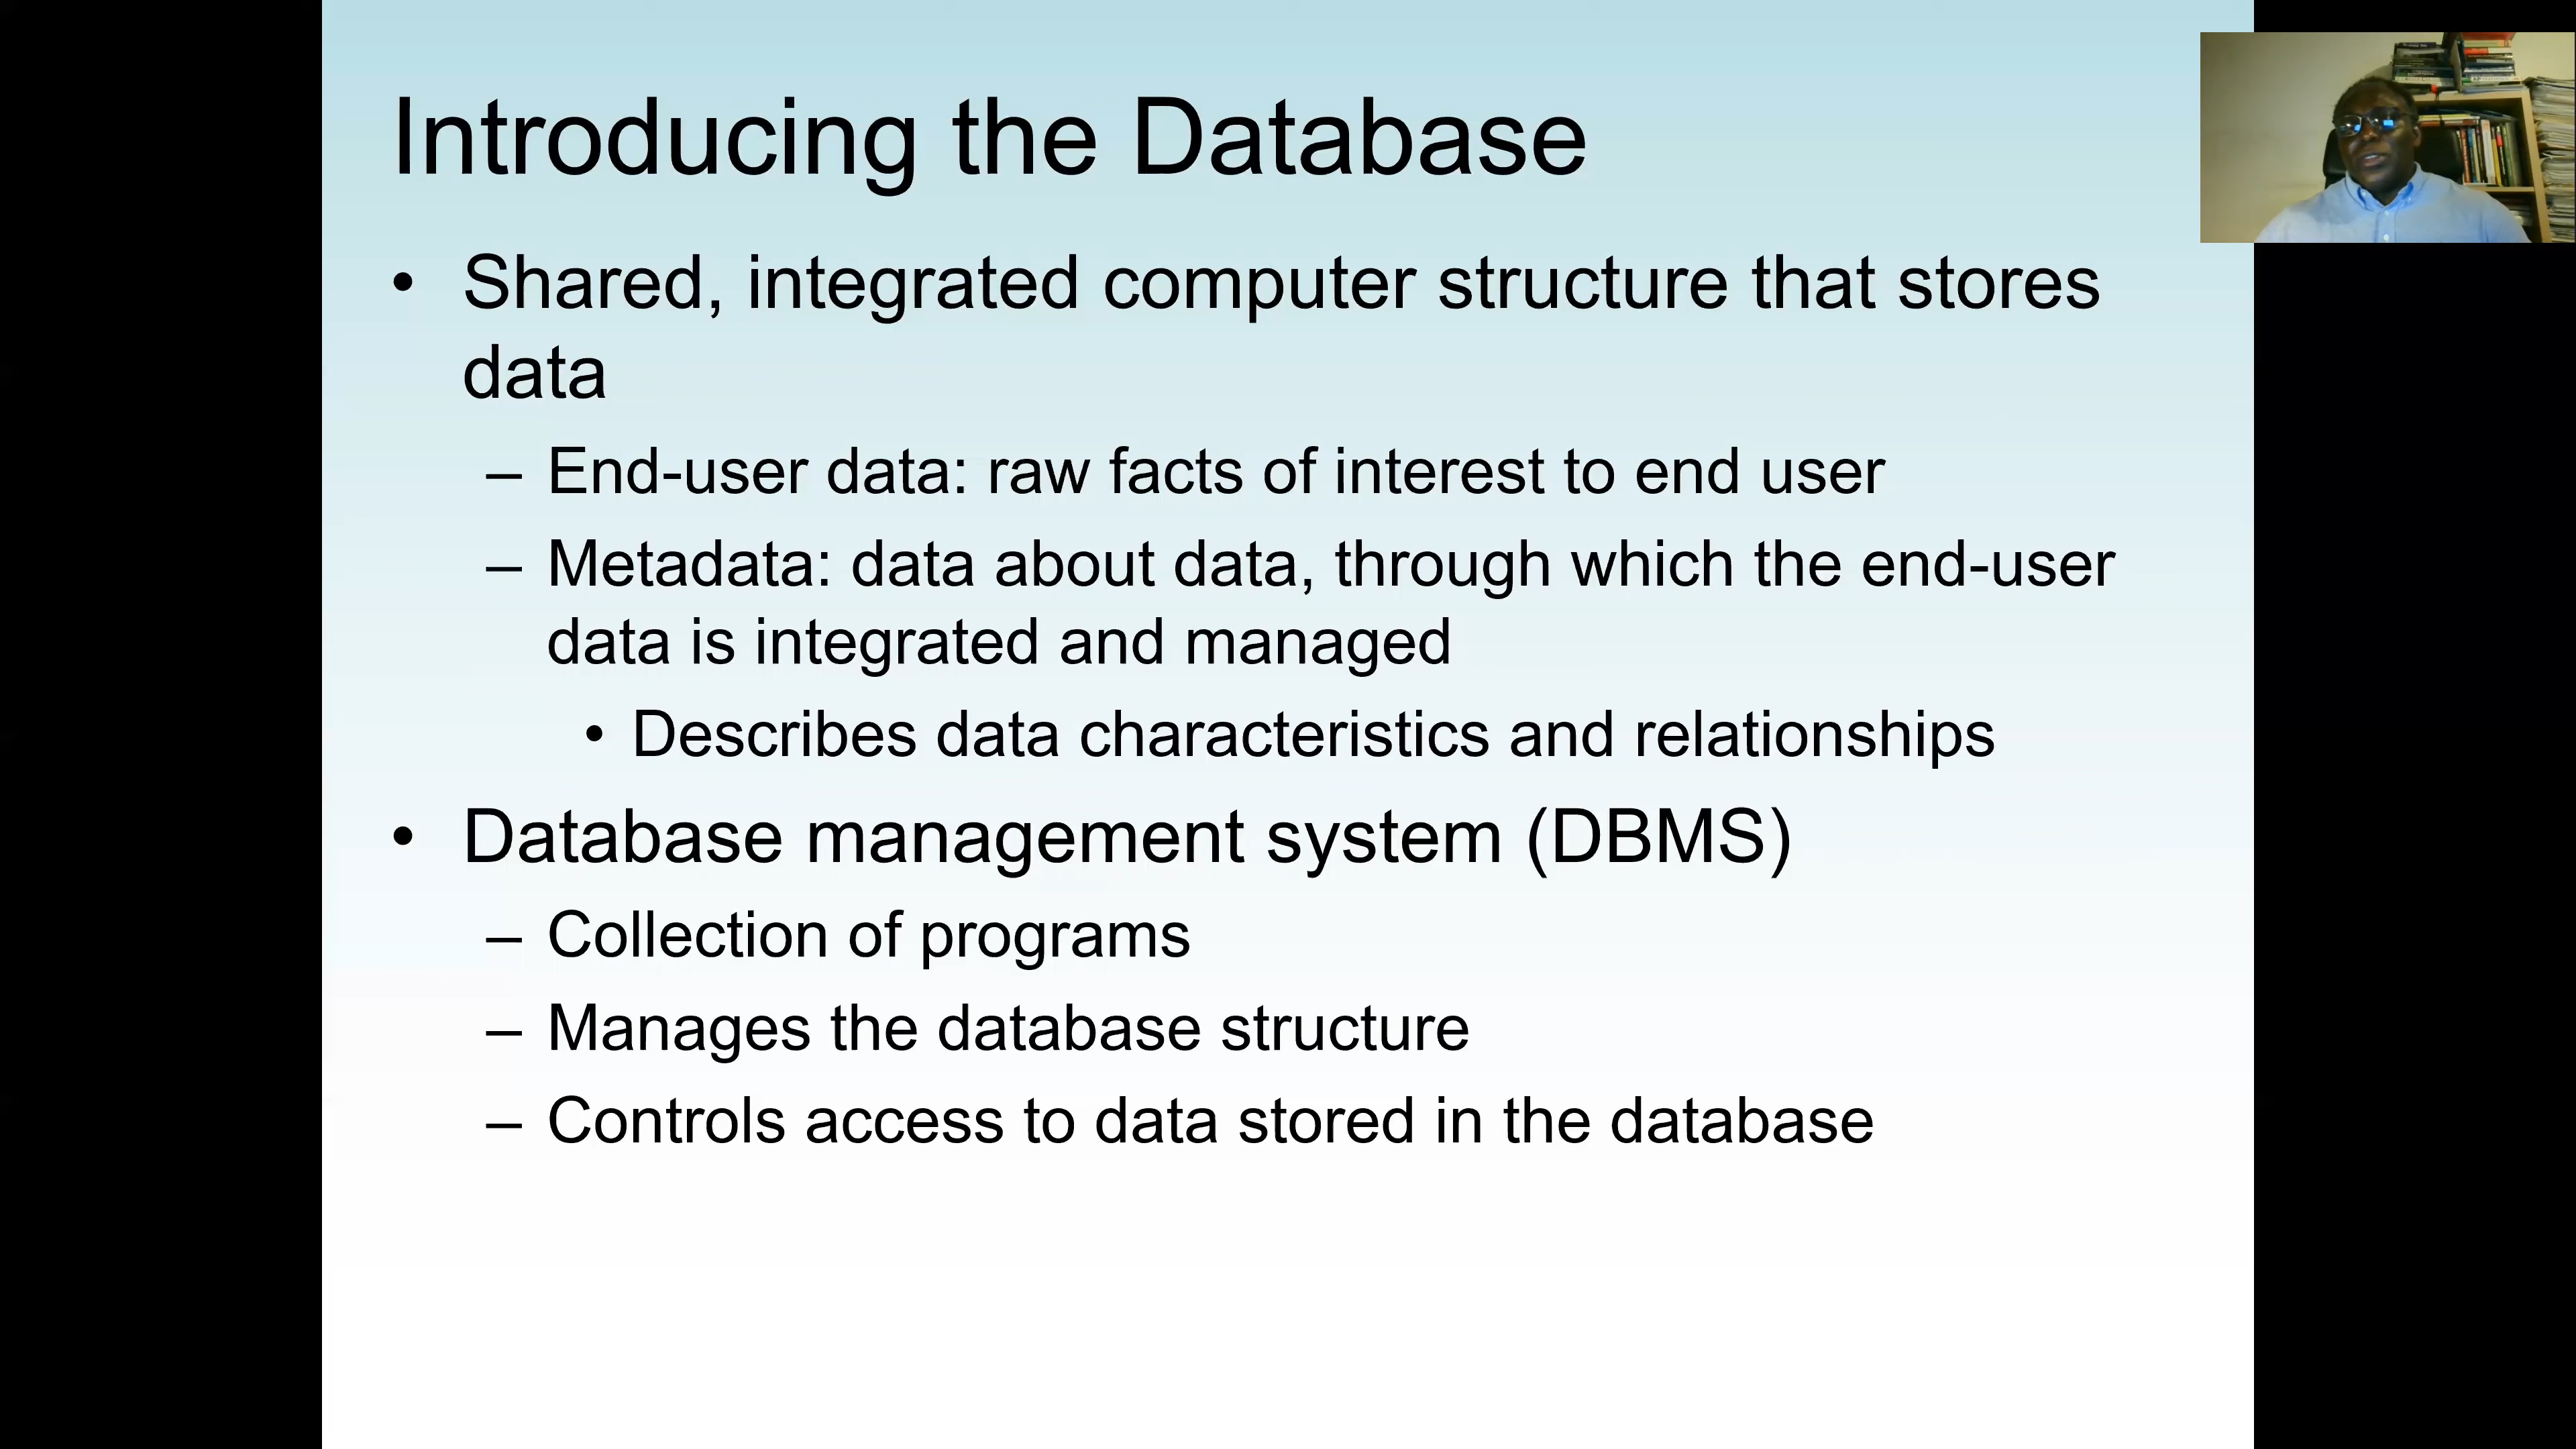 Introducing the Database
• Shared, integrated computer structure that stores
data
– End-user data: raw facts of interest to end user
– Metadata: data about data, through which the end-user
data is integrated and managed
• Describes data characteristics and relationships
• Database management system (DBMS)
– Collection of programs
– Manages the database structure
– Controls access to data stored in the database